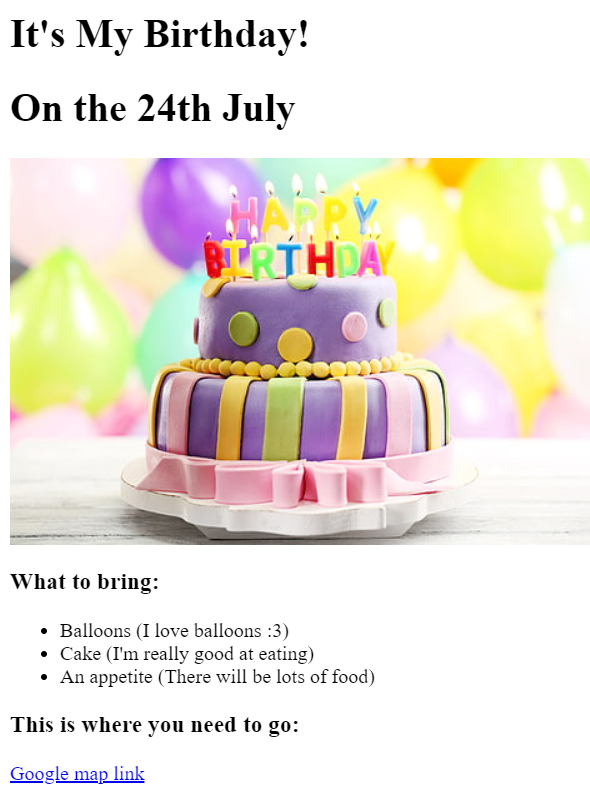 It's My Birthday!
On the 24th July
HAPPY
BIRTHDAY
What to bring:
Balloons (I love balloons :3)
Cake (I'm really good at eating)
An appetite (There will be lots of food)
This is where you need to go:
Google map link